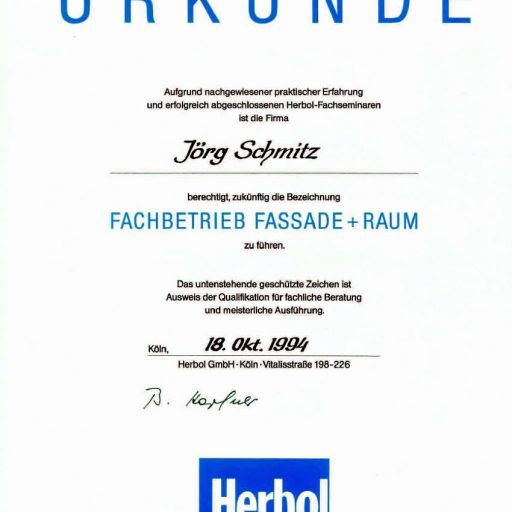 URKUNDE
Aufgrund nachgewiesener praktischer Erfahrung
und erfolgreich abgeschlossenen Herbol-Fachseminaren
ist die Firma
Jörg Schmitz
berechtigt, zukünftig die Bezeichnung
FACHBETRIEB FASSADE + RAUM
zu führen.
Das untenstehende geschützte Zeichen ist
Ausweis der Qualifikation für fachliche Beratung
und meisterliche Ausführung.
Köln, 18. Okt. 1994
Herbol GmbH · Köln · Vitalisstraße 198-226
B.
Herbol